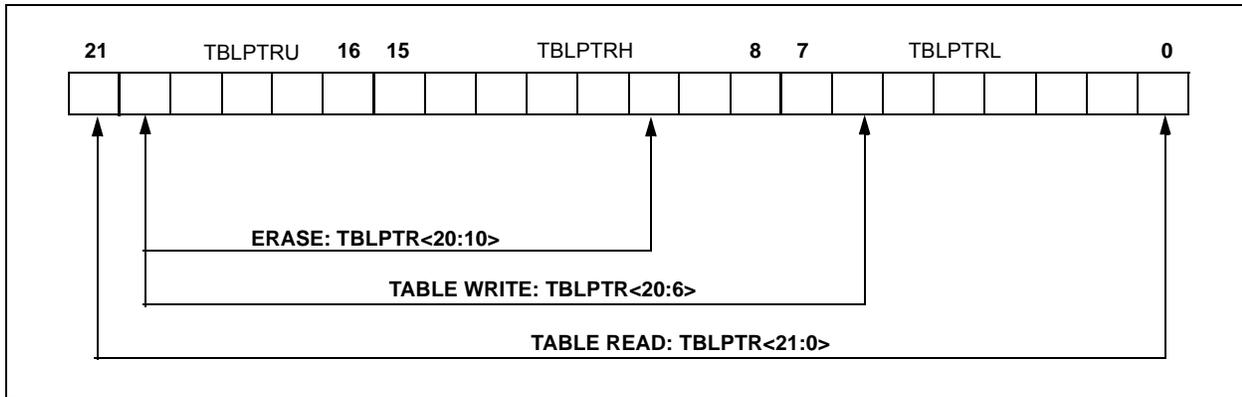 21 TBLPTRU 16 15 TBLPTRH 8 7 TBLPTRL 0
ERASE: TBLPTR<20:10>
TABLE WRITE: TBLPTR<20:6>
TABLE READ: TBLPTR<21:0>